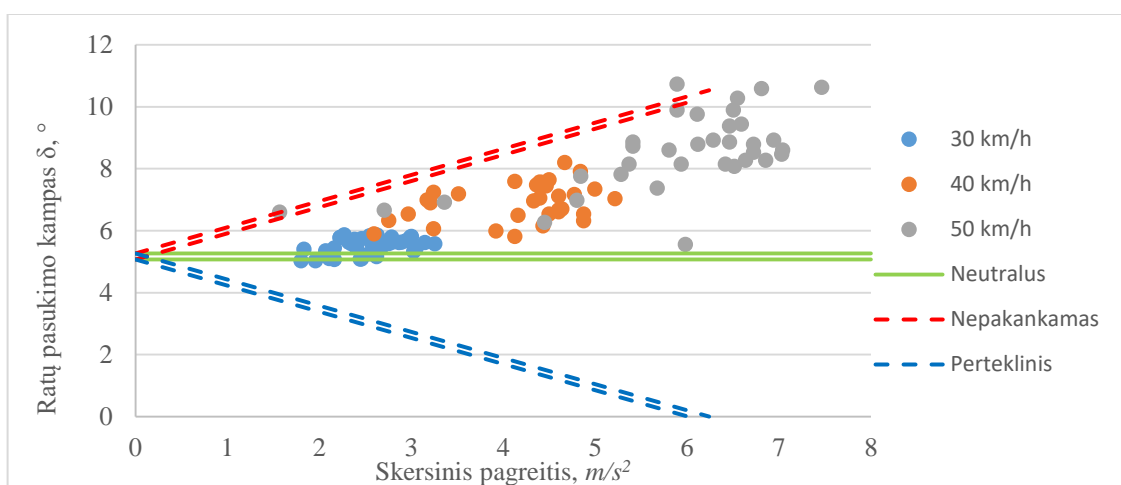 Ratų pasukimo kampas δ, °
12
10
8
6
4
2
0
0 1 2 3 4 5 6 7 8
Skersinis pagreitis, m/s²
30 km/h
40 km/h
50 km/h
Neutralus
Nepakankamas
Perteklinis